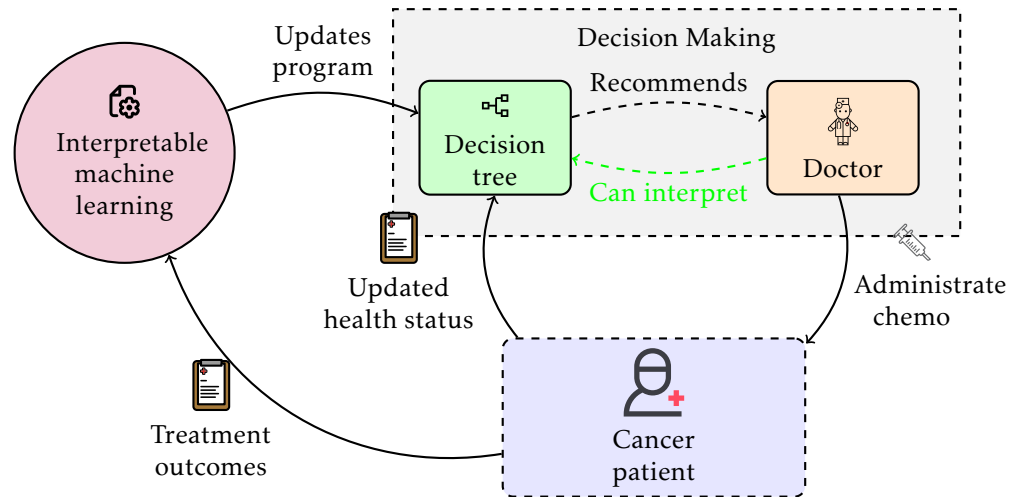 Updates
program
Decision Making
Recommends
Interpretable
machine
learning
Decision
tree
Doctor
Can interpret
Updated
health status
Administrate
chemo
Treatment
outcomes
Cancer
patient